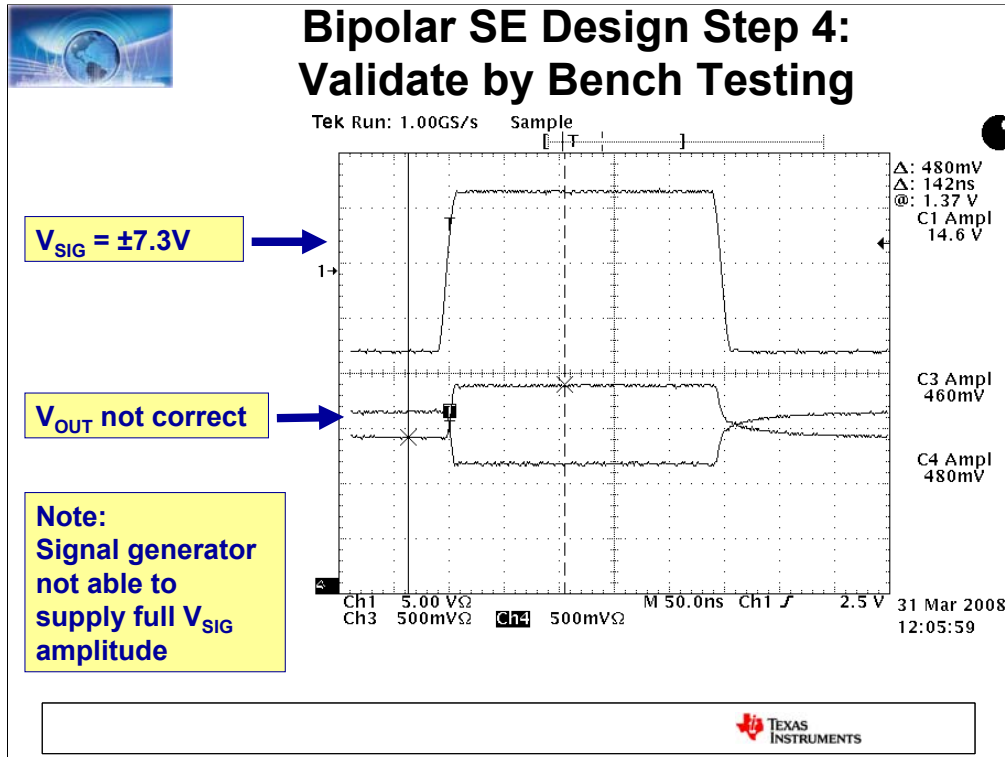 Bipolar SE Design Step 4:
Validate by Bench Testing
Tek Run: 1.00GS/s Sample
[ T ]
Δ: 480mV
Δ: 142ns
@: 1.37 V
C1 Ampl
14.6 V
VSIG = ±7.3V
T
1→
C3 Ampl
460mV
VOUT not correct
T
C4 Ampl
480mV
Note:
Signal generator
not able to
supply full VSIG
amplitude
Ch1 5.00 VΩ M 50.0ns Ch1 ƒ 2.5 V
Ch3 500mVΩ Ch4 500mVΩ
31 Mar 2008
12:05:59
TEXAS
INSTRUMENTS